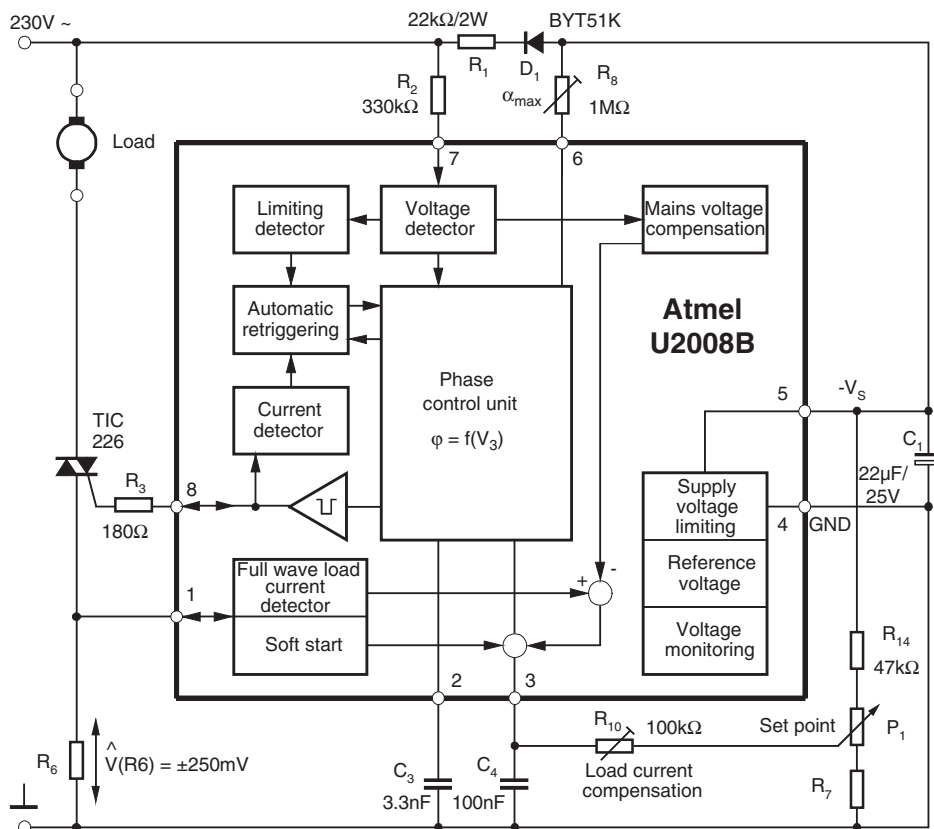 230V ~
22kΩ/2W
BYT51K
R1
D1
R2
330kΩ
αmax
R8
1MΩ
Load
7
6
Limiting
detector
Voltage
detector
Mains voltage
compensation
Automatic
retriggering
Atmel
U2008B
Phase
control unit
φ = f(V3)
Current
detector
5
-VS
TIC
226
C1
22µF/
25V
R3
180Ω
8
Supply
voltage
limiting
4
GND
Reference
voltage
Voltage
monitoring
1
Full wave load
current
detector
Soft start
+
-
R14
47kΩ
2
3
R10
100kΩ
Set point
P1
Load current
compensation
R6
^
V(R6) = ±250mV
C3
3.3nF
C4
100nF
R7